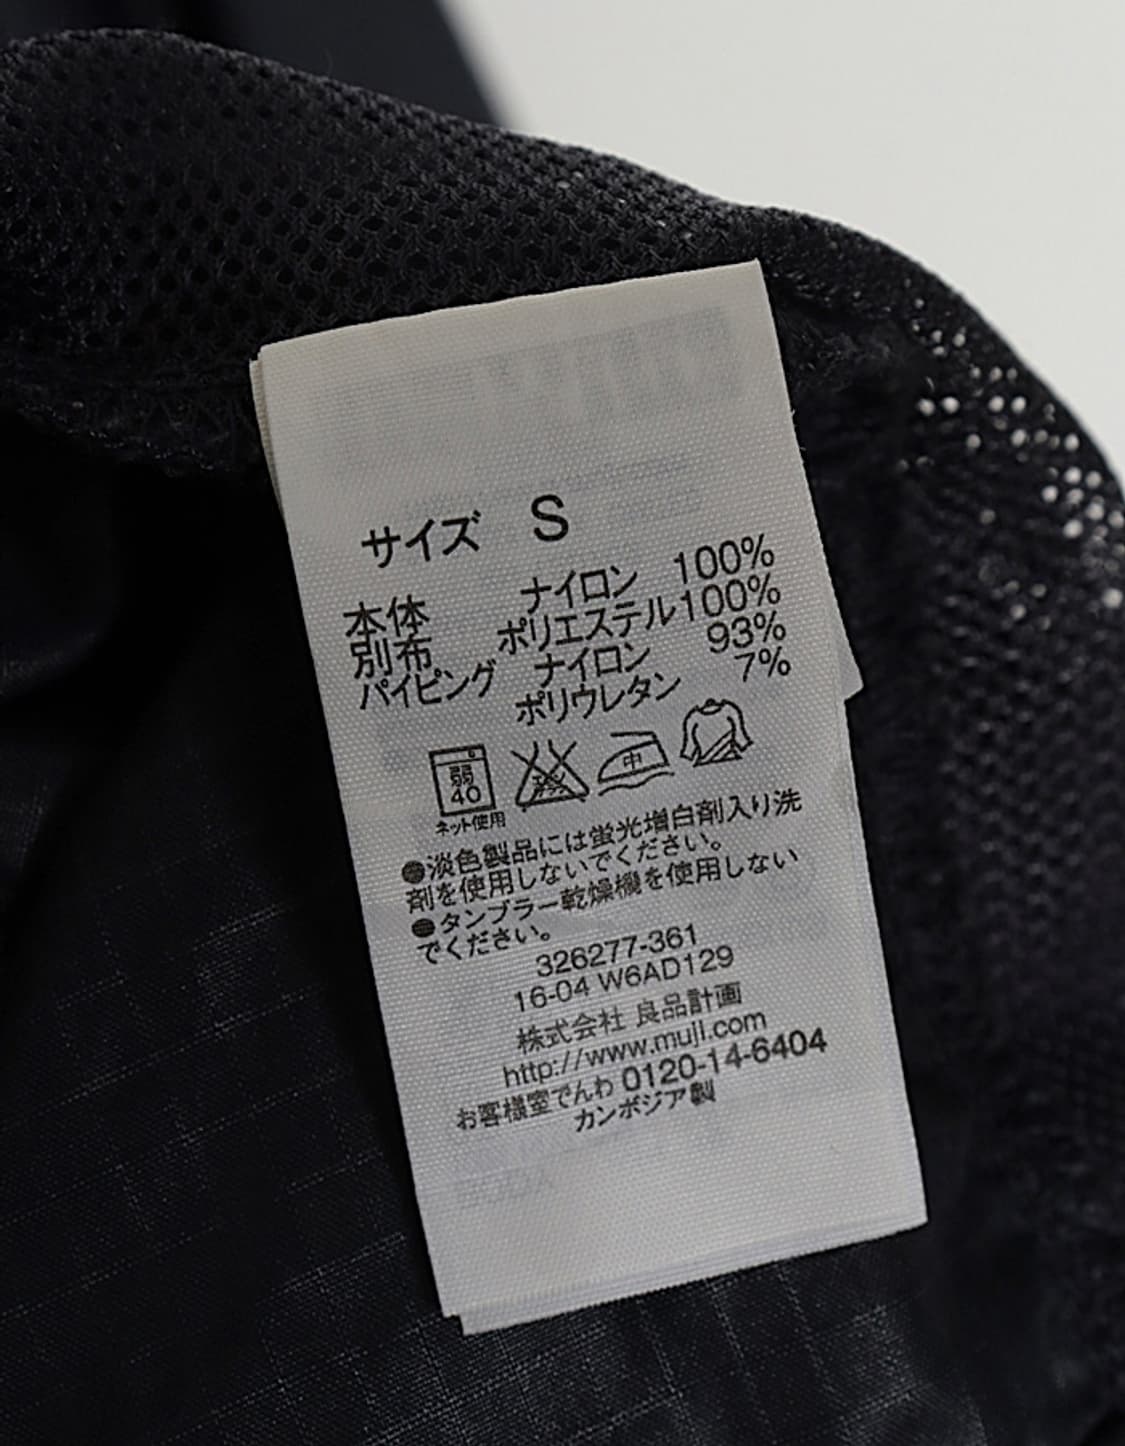 サイズ S
本体 ナイロン 100%
別布 ポリエステル100%
パイピング ナイロン 93%
ポリウレタン 7%
弱
40
エンソ
サラシ
中
ネット使用
●淡色製品には蛍光増白剤入り洗
剤を使用しないでください。
●タンブラー乾燥機を使用しない
でください。
326277-361
16-04 W6AD129
株式会社 良品計画
http://www.muji.com
お客様室でんわ 0120-14-6404
カンボジア製